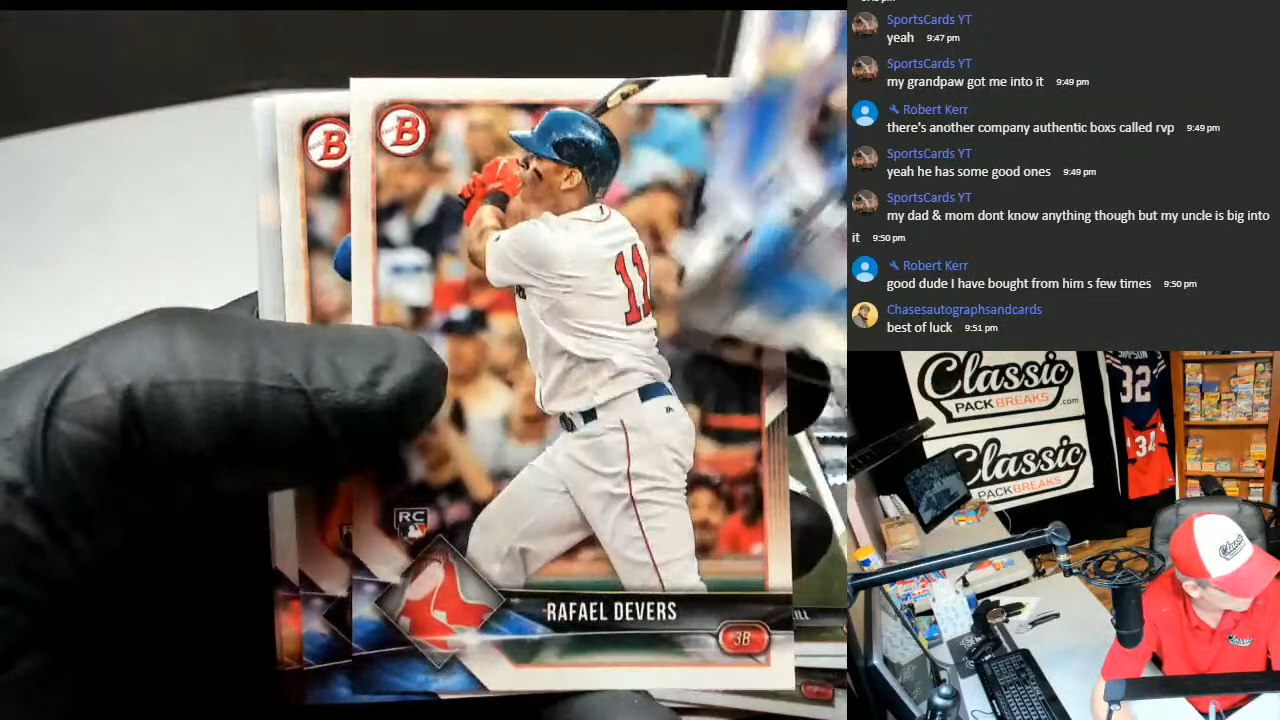 B
B
11
RC
RAFAEL DEVERS
3B
SportsCards YT
yeah 9:47 pm
SportsCards YT
my grandpaw got me into it 9:49 pm
Robert Kerr
there's another company authentic boxs called rvp 9:49 pm
SportsCards YT
yeah he has some good ones 9:49 pm
SportsCards YT
my dad & mom dont know anything though but my uncle is big into
it 9:50 pm
Robert Kerr
good dude I have bought from him s few times 9:50 pm
Chasesautographsandcards
best of luck 9:51 pm
Classic
PACK BREAKS.com
Classic
PACK BREAKS
SIMPSON
32
34
Classic